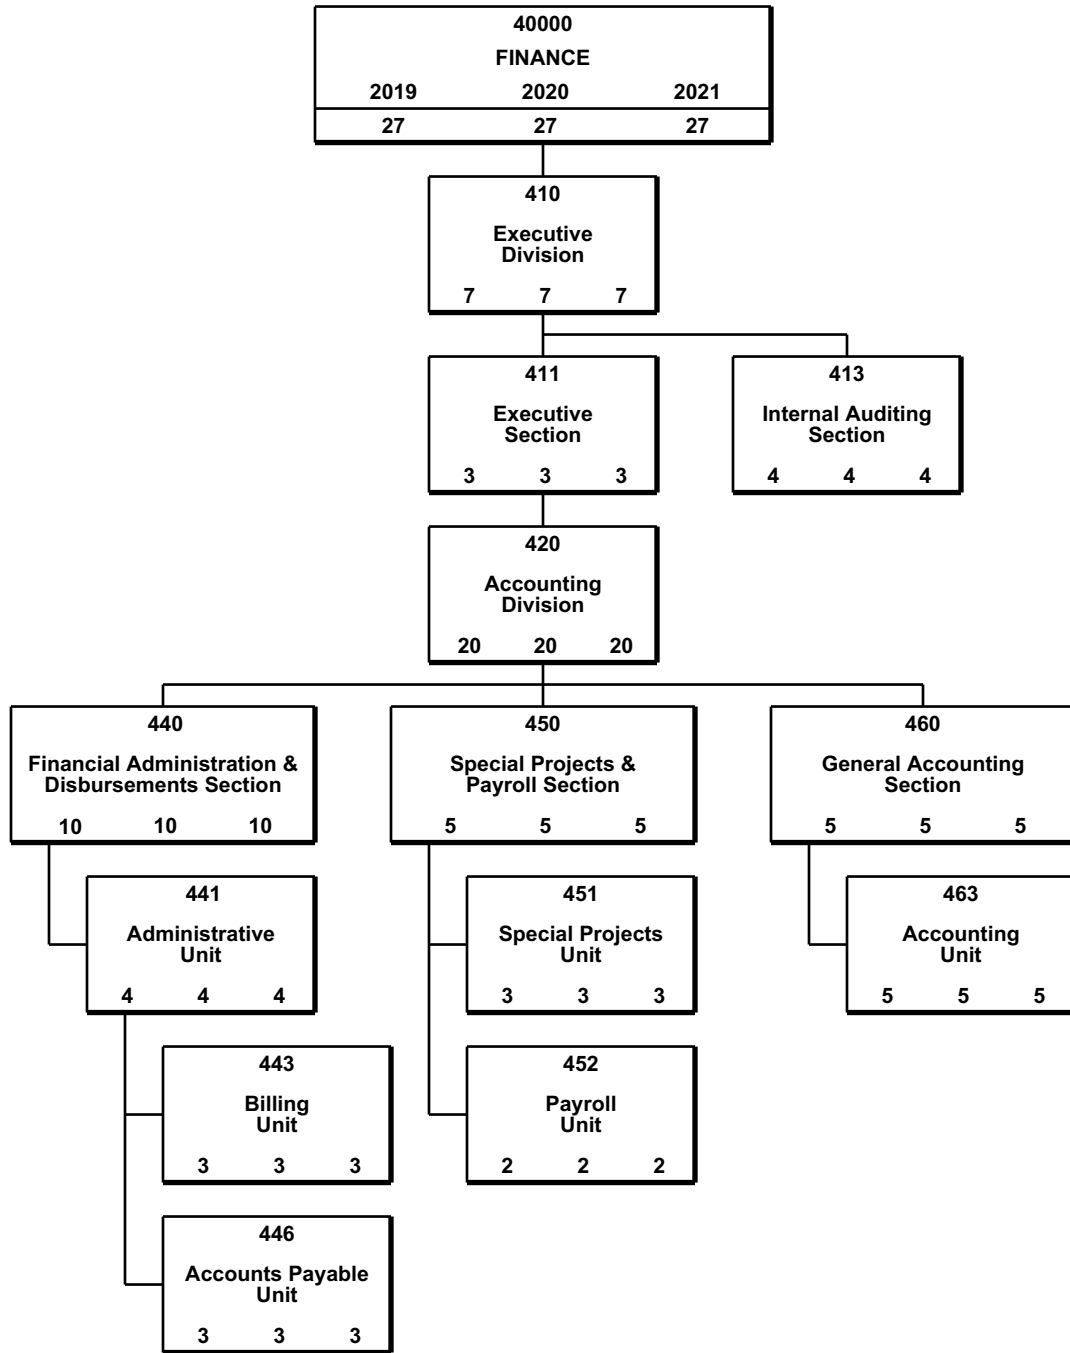 40000
FINANCE
2019 2020 2021
27 27 27
410
Executive
Division
7 7 7
411
Executive
Section
3 3 3
413
Internal Auditing
Section
4 4 4
420
Accounting
Division
20 20 20
440
Financial Administration &
Disbursements Section
10 10 10
450
Special Projects &
Payroll Section
5 5 5
460
General Accounting
Section
5 5 5
441
Administrative
Unit
4 4 4
451
Special Projects
Unit
3 3 3
463
Accounting
Unit
5 5 5
443
Billing
Unit
3 3 3
452
Payroll
Unit
2 2 2
446
Accounts Payable
Unit
3 3 3